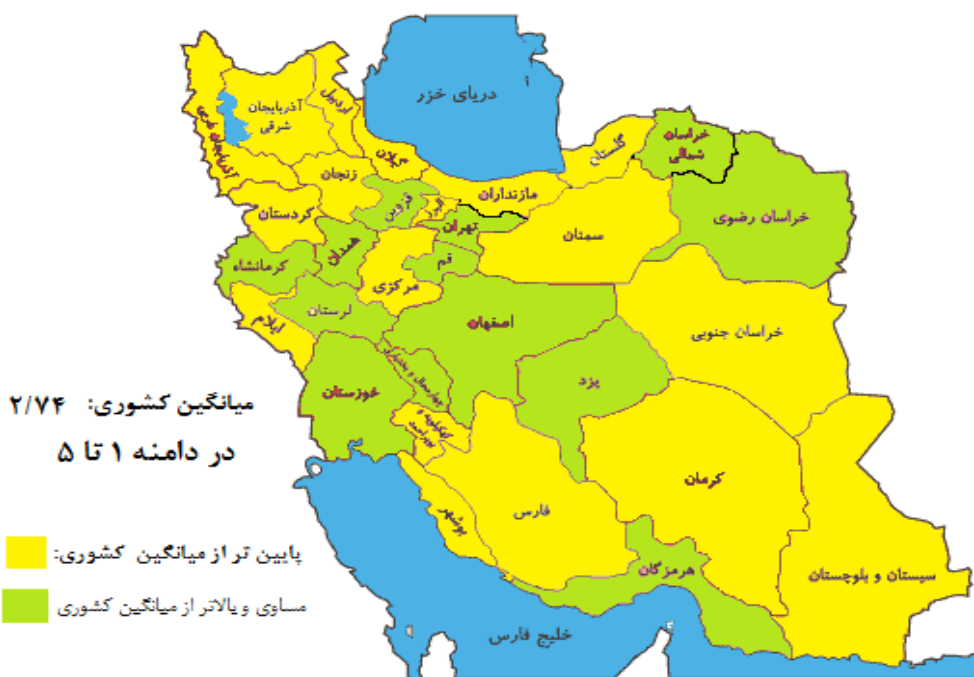 دریای خزر
آذربایجان
شرقی
آذربایجان غربی
اردبیل
گیلان
زنجان
کردستان
قزوین
البرز
مازنداران
گلستان
خراسان
شمالی
خراسان رضوی
سمنان
تهران
قم
همدان
کرمانشاه
مرکزی
لرستان
ایلام
اصفهان
خراسان جنوبی
یزد
چهارمحال و بختیاری
خوزستان
کهکیلویه و
بویراحمد
میانگین کشوری: ۲/۷۴
در دامنه ۱ تا ۵
کرمان
فارس
بوشهر
هرمزگان
سیستان و بلوچستان
پایین تر از میانگین کشوری:
مساوی و بالاتر از میانگین کشوری
خلیج فارس